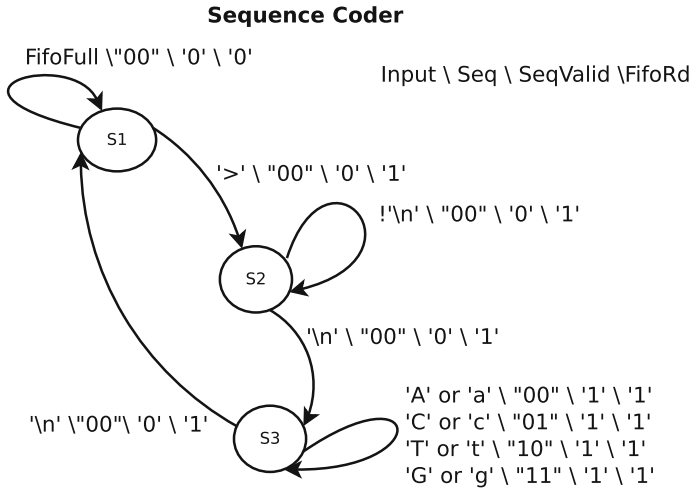 Sequence Coder
FifoFull \"00" \ '0' \ '0'
Input \ Seq \ SeqValid \FifoRd
S1
'>' \ "00" \ '0' \ '1'
!'\n' \ "00" \ '0' \ '1'
S2
'\n' \ "00" \ '0' \ '1'
'A' or 'a' \ "00" \ '1' \ '1'
'C' or 'c' \ "01" \ '1' \ '1'
'T' or 't' \ "10" \ '1' \ '1'
'G' or 'g' \ "11" \ '1' \ '1'
'\n' \"00"\ '0' \ '1'
S3